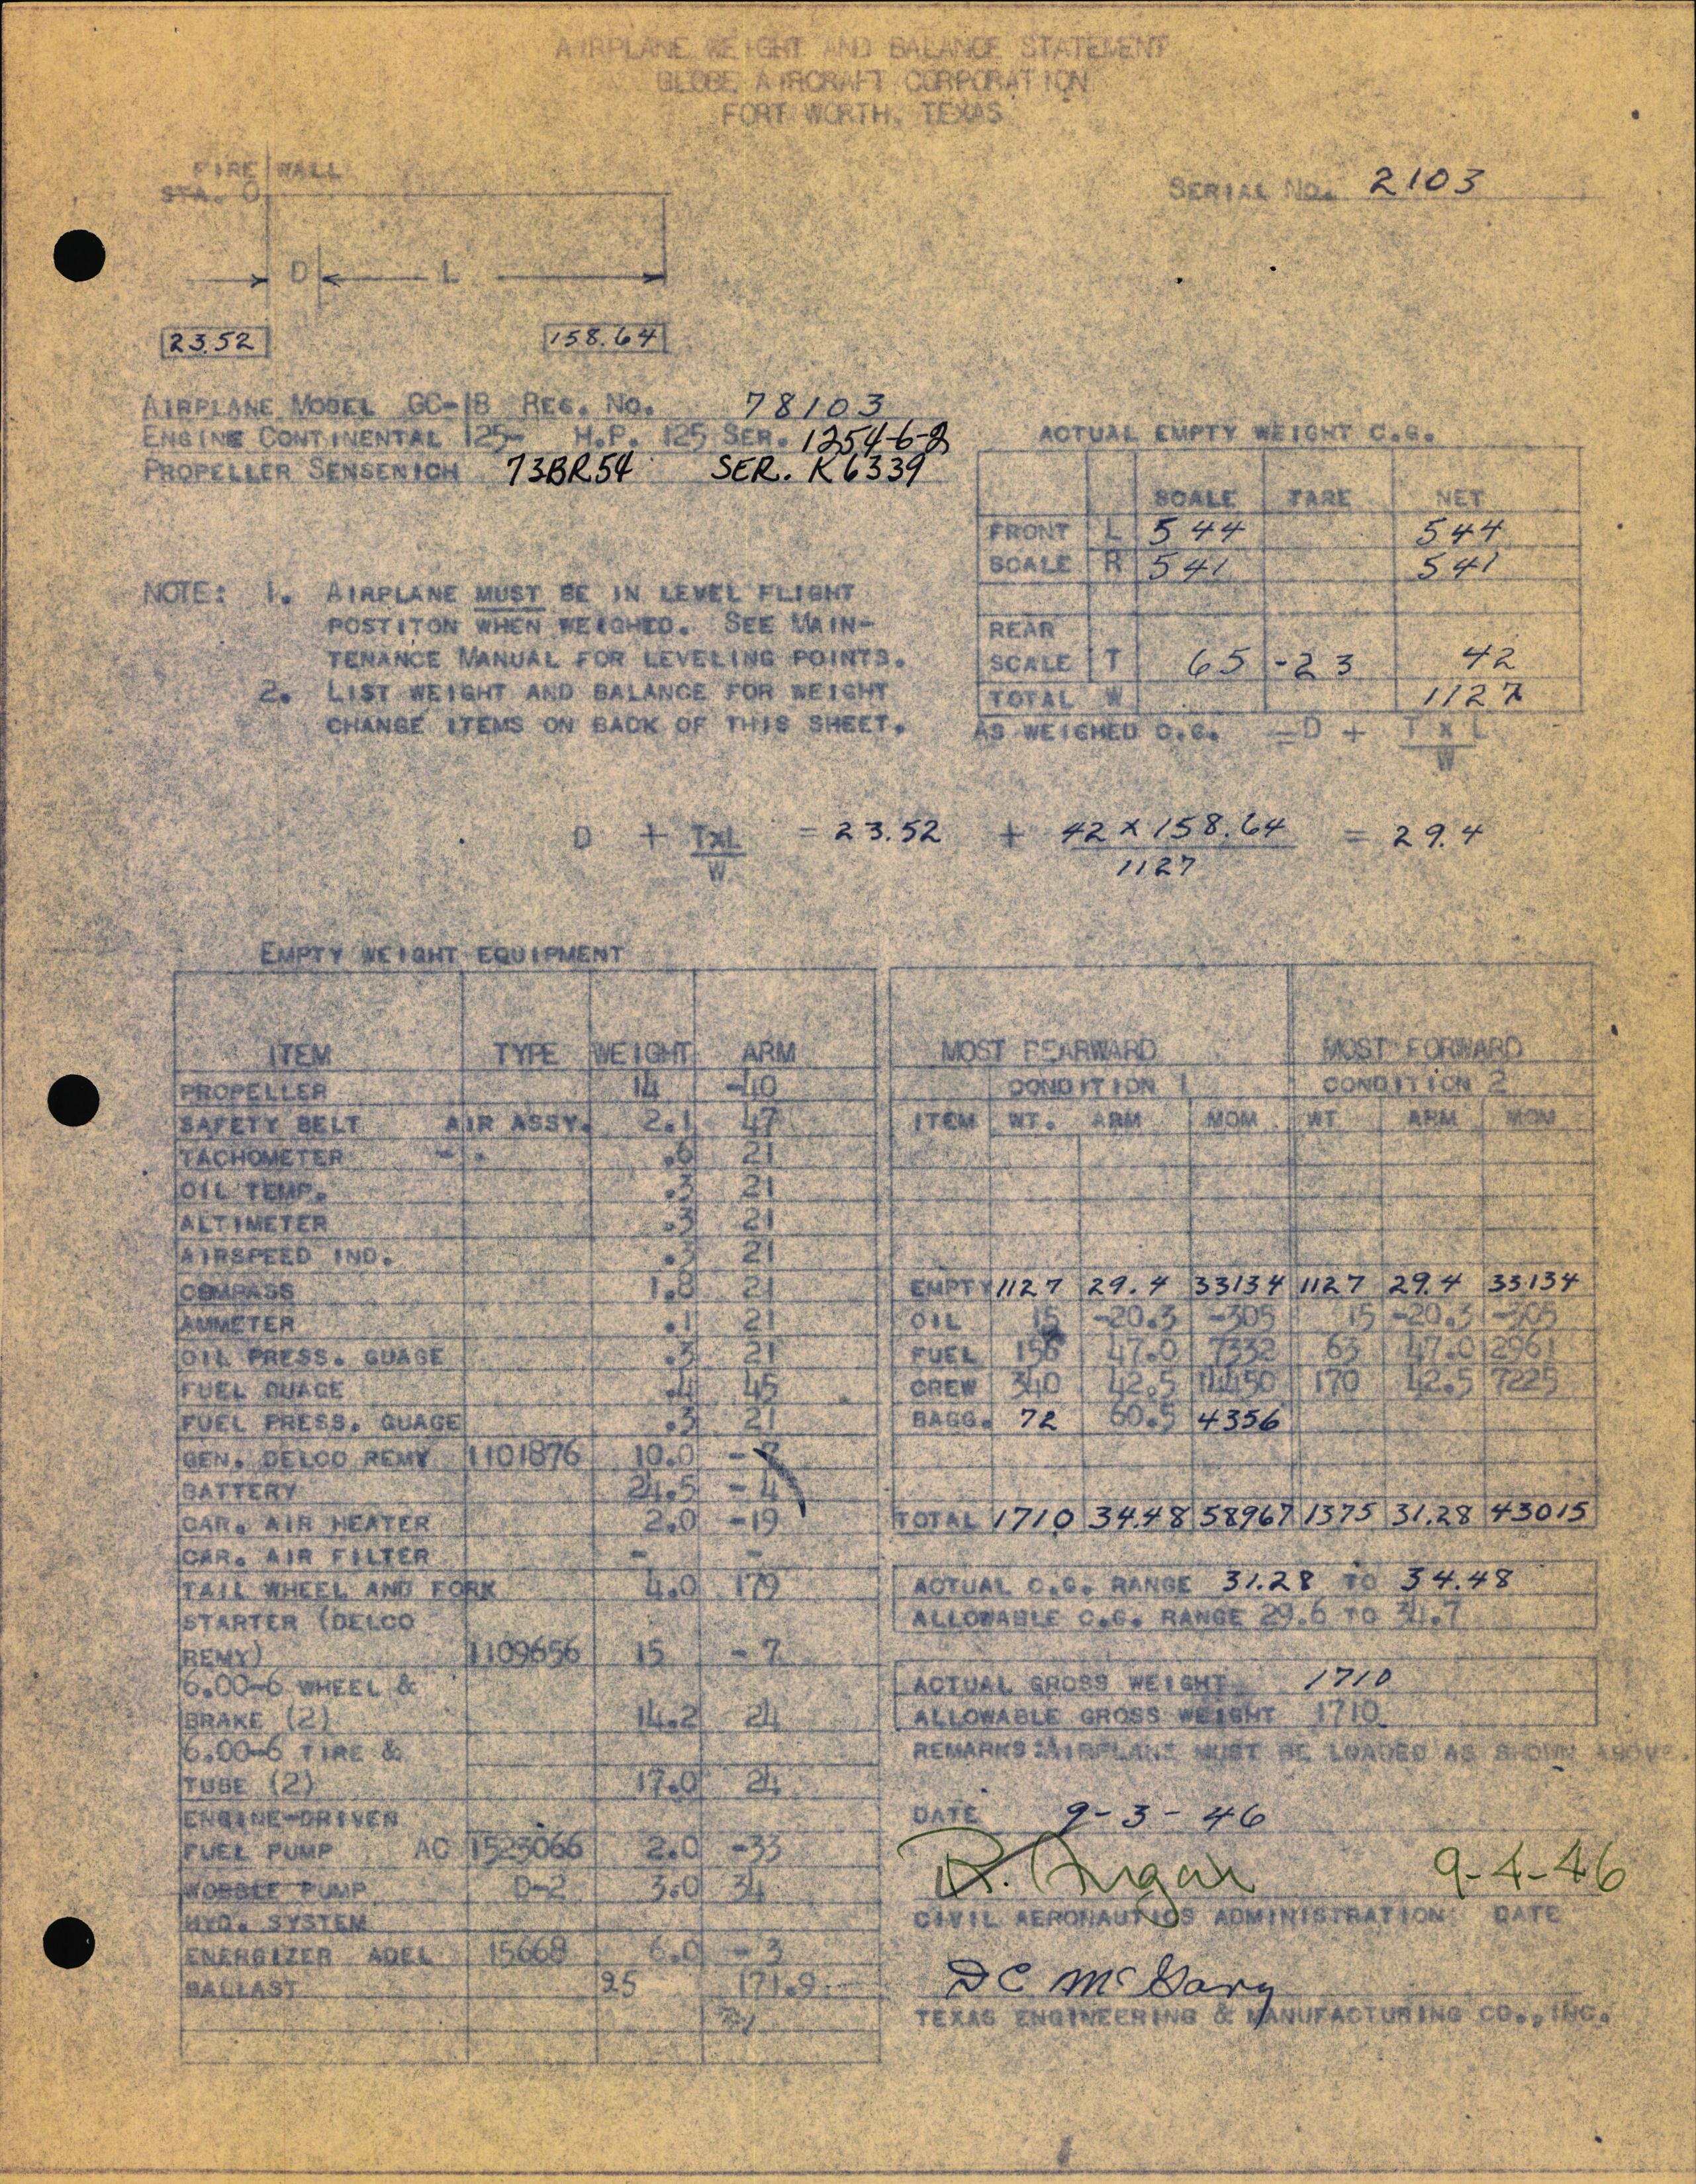 AIRPLANE WEIGHT AND BALANCE STATEMENT
GLOBE AIRCRAFT CORPORATION
FORT WORTH, TEXAS
FIRE WALL
STA. 0
SERIAL NO. 2103
D L
23.52 158.64
AIRPLANE MODEL GC-1B REG. NO. 78103
ENGINE CONTINENTAL 125- H.P. 125 SER. 1254-6-2
PROPELLER SENSENICH 73BR54 SER. K6339
ACTUAL EMPTY WEIGHT C.G.
SCALE TARE NET
FRONT L 544 544
SCALE R 541 541
REAR
SCALE T 65 -23 42
TOTAL W 1127
AS WEIGHED C.G. = D + T x L
W
NOTE: 1. AIRPLANE MUST BE IN LEVEL FLIGHT
POSTITON WHEN WEIGHED. SEE MAIN-
TENANCE MANUAL FOR LEVELING POINTS.
2. LIST WEIGHT AND BALANCE FOR WEIGHT
CHANGE ITEMS ON BACK OF THIS SHEET.
D + TxL = 23.52 + 42 x 158.64 = 29.4
W 1127
EMPTY WEIGHT EQUIPMENT
ITEM TYPE WEIGHT ARM
PROPELLER 14 -40
SAFETY BELT AIR ASSY. 2.1 47
TACHOMETER .6 21
OIL TEMP. .3 21
ALTIMETER .3 21
AIRSPEED IND. .3 21
COMPASS 1.8 21
AMMETER .1 21
OIL PRESS. GUAGE .3 21
FUEL GUAGE .4 45
FUEL PRESS. GUAGE .3 21
GEN. DELCO REMY 1101876 10.0 - 7
BATTERY 24.5 - 4
CAR. AIR HEATER 2.0 -19
CAR. AIR FILTER - -
TAIL WHEEL AND FORK 4.0 179
STARTER (DELCO
REMY) 1109656 15 - 7
6.00-6 WHEEL &
BRAKE (2) 14.2 24
6.00-6 TIRE &
TUBE (2) 17.0 24
ENGINE-DRIVEN
FUEL PUMP AC 1523066 2.0 -33
WOBBLE PUMP D-2 3.0 34
HYD. SYSTEM
ENERGIZER ADEL 15668 6.0 - 3
BALLAST 25 171.9
MOST REARWARD MOST FORWARD
CONDITION 1 CONDITION 2
ITEM WT. ARM MOM WT ARM MOM
EMPTY 1127 29.4 33134 1127 29.4 33134
OIL 15 -20.3 -305 15 -20.3 -305
FUEL 156 47.0 7332 63 47.0 2961
CREW 340 42.5 14450 170 42.5 7225
BAGG. 72 60.5 4356
TOTAL 1710 34.48 58967 1375 31.28 43015
ACTUAL C.G. RANGE 31.28 TO 34.48
ALLOWABLE C.G. RANGE 29.6 TO 34.7
ACTUAL GROSS WEIGHT 1710
ALLOWABLE GROSS WEIGHT 1710
REMARKS: AIRPLANE MUST BE LOADED AS SHOWN ABOVE.
DATE 9-3-46
9-4-46
CIVIL AERONAUTICS ADMINISTRATION DATE
DC McGary
TEXAS ENGINEERING & MANUFACTURING CO., INC.